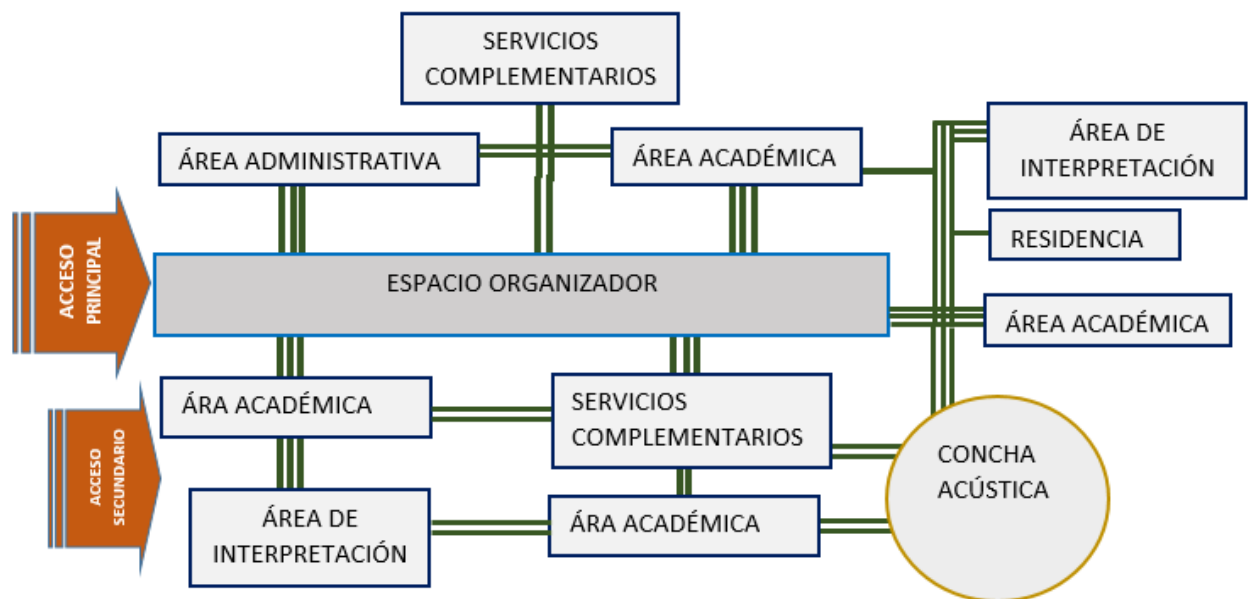 SERVICIOS
COMPLEMENTARIOS
ÁREA ADMINISTRATIVA
ÁREA ACADÉMICA
ÁREA DE
INTERPRETACIÓN
RESIDENCIA
ACCESO
PRINCIPAL
ESPACIO ORGANIZADOR
ÁREA ACADÉMICA
ÁRA ACADÉMICA
SERVICIOS
COMPLEMENTARIOS
CONCHA
ACÚSTICA
ACCESO
SECUNDARIO
ÁREA DE
INTERPRETACIÓN
ÁRA ACADÉMICA